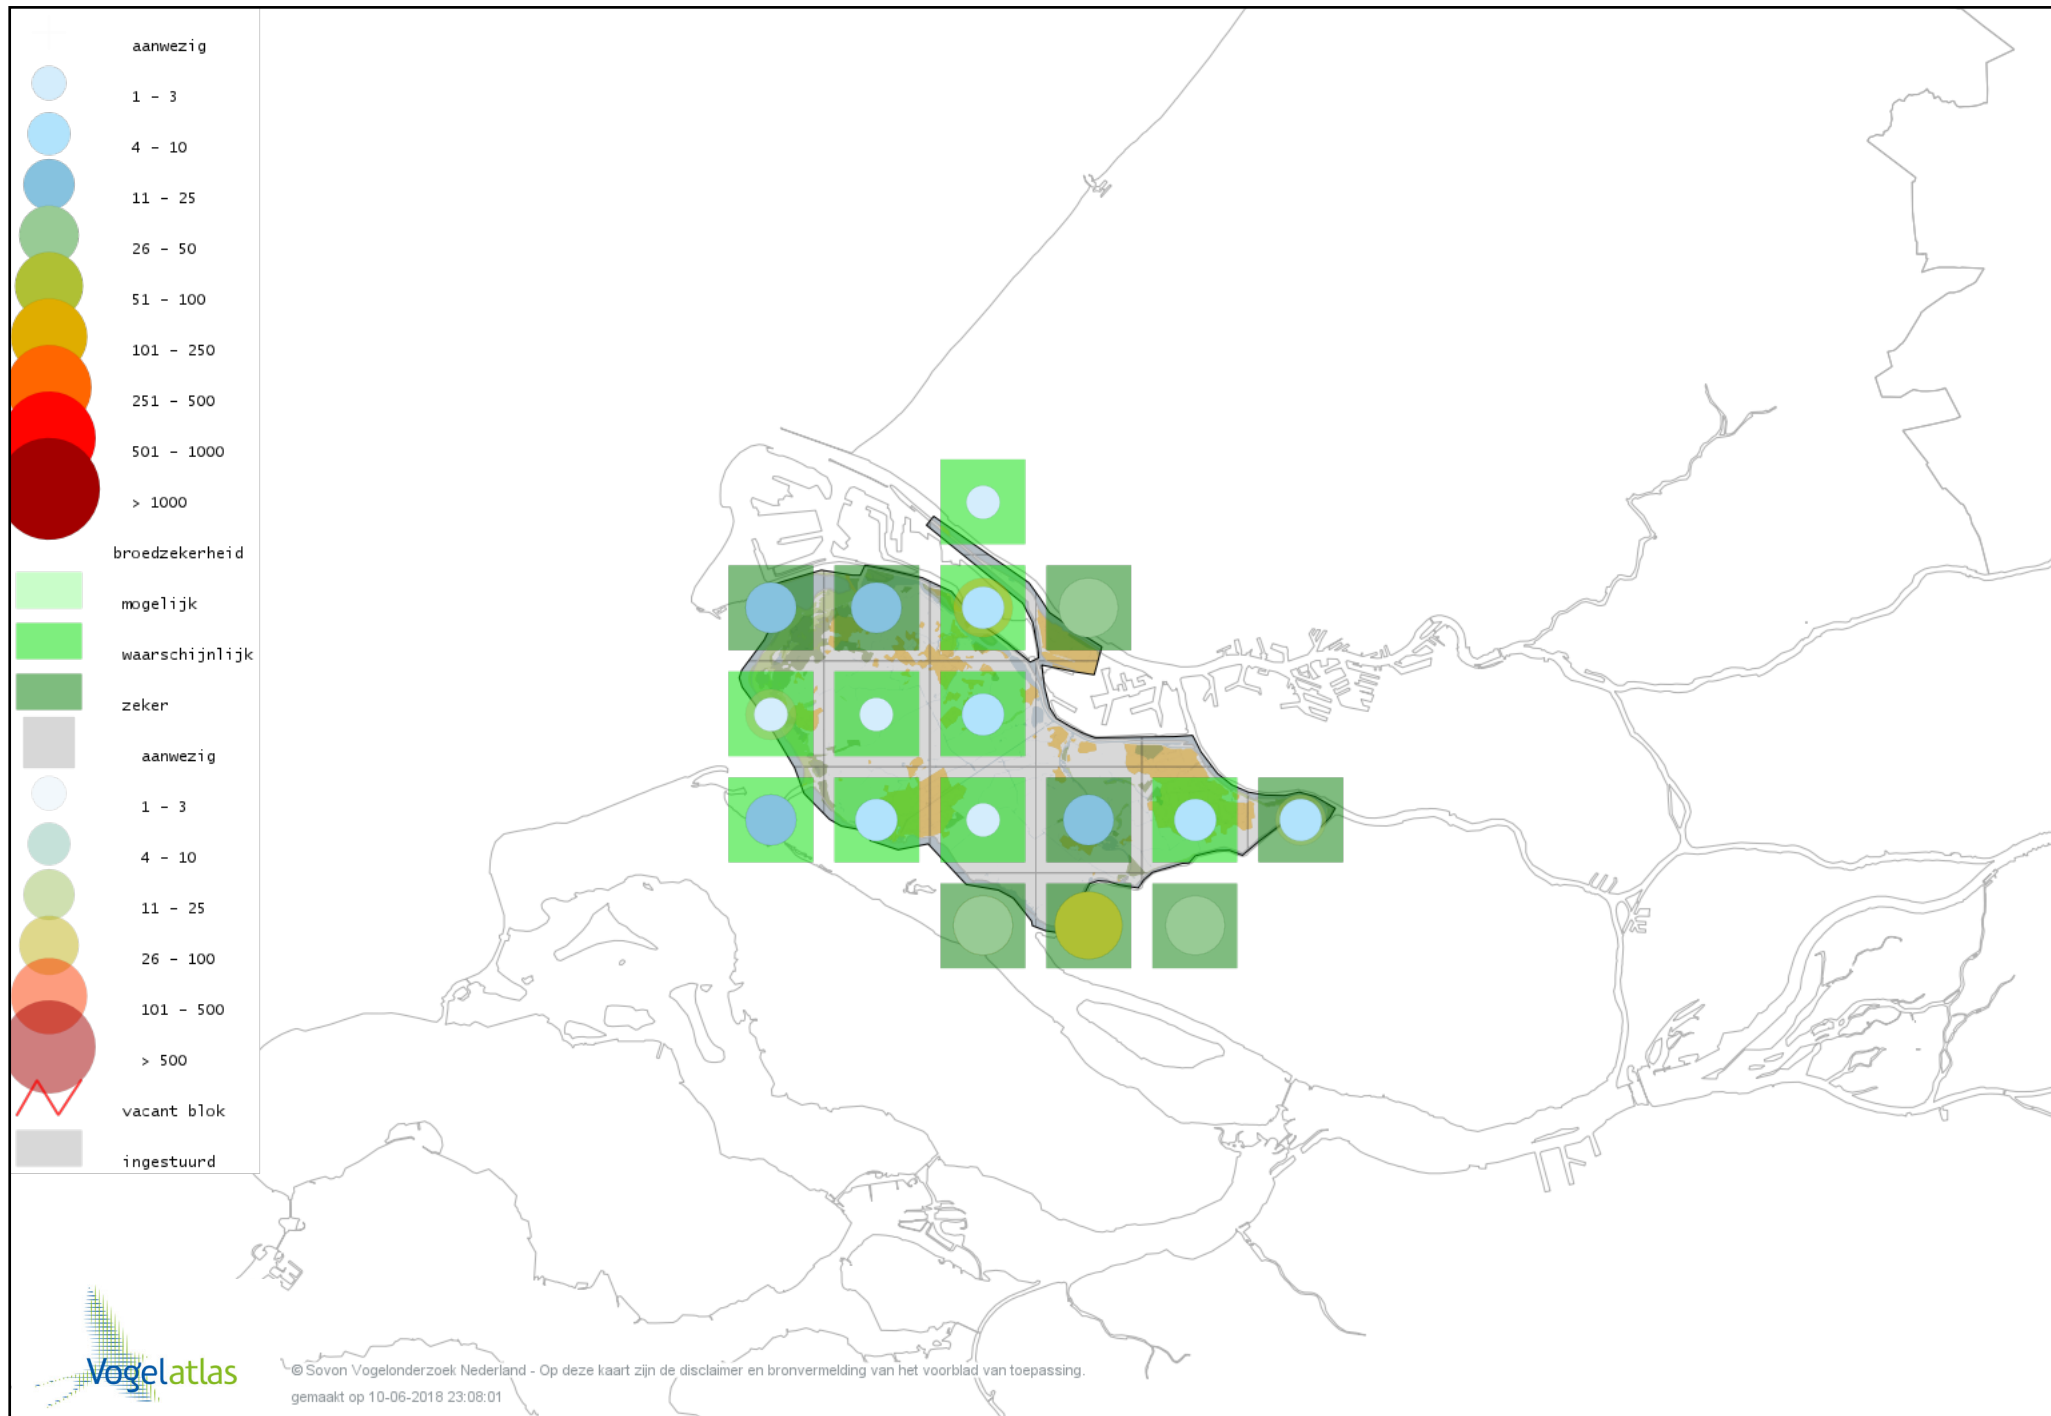 aanwezig
1 - 3
4 - 10
11 - 25
26 - 50
51 - 100
101 - 250
251 - 500
501 - 1000
> 1000
broedzekerheid
mogelijk
waarschijnlijk
zeker
aanwezig
1 - 3
4 - 10
11 - 25
26 - 100
101 - 500
> 500
vacant blok
ingestuurd
Vogelatlas
© Sovon Vogelonderzoek Nederland - Op deze kaart zijn de disclaimer en bronvermelding van het voorblad van toepassing.
gemaakt op 10-06-2018 23:08:01